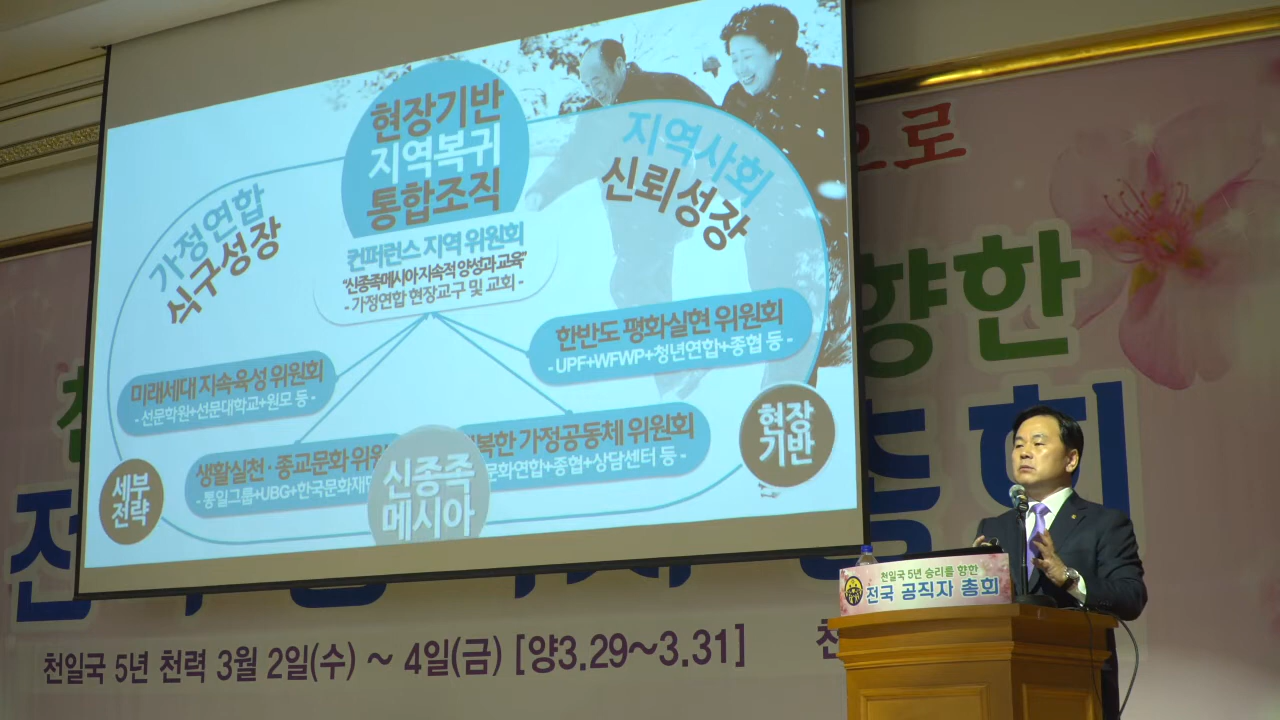 현장기반
지역복귀
통합조직
컨퍼런스 지역 위원회
"신종족메시아 지속적 양성과 교육"
- 가정연합 현장교구 및 교회 -
가정연합
식구성장
지역사회
신뢰성장
한반도 평화실현 위원회
- UPF+WFWP+청년연합+종협 등 -
미래세대 지속육성 위원회
- 선문학원+선문대학교+원모 등 -
생활실천·종교문화 위원
- 통일그룹+UBG+한국문화재단
복한 가정공동체 위원회
문화연합+종협+상담센터 등 -
세부
전략
신종족
메시아
현장
기반
으로
향한
총회
천일국 5년 천력 3월 2일(수) ~ 4일(금) [양3.29~3.31]
천일국 5년 승리를 향한
전국 공직자 총회